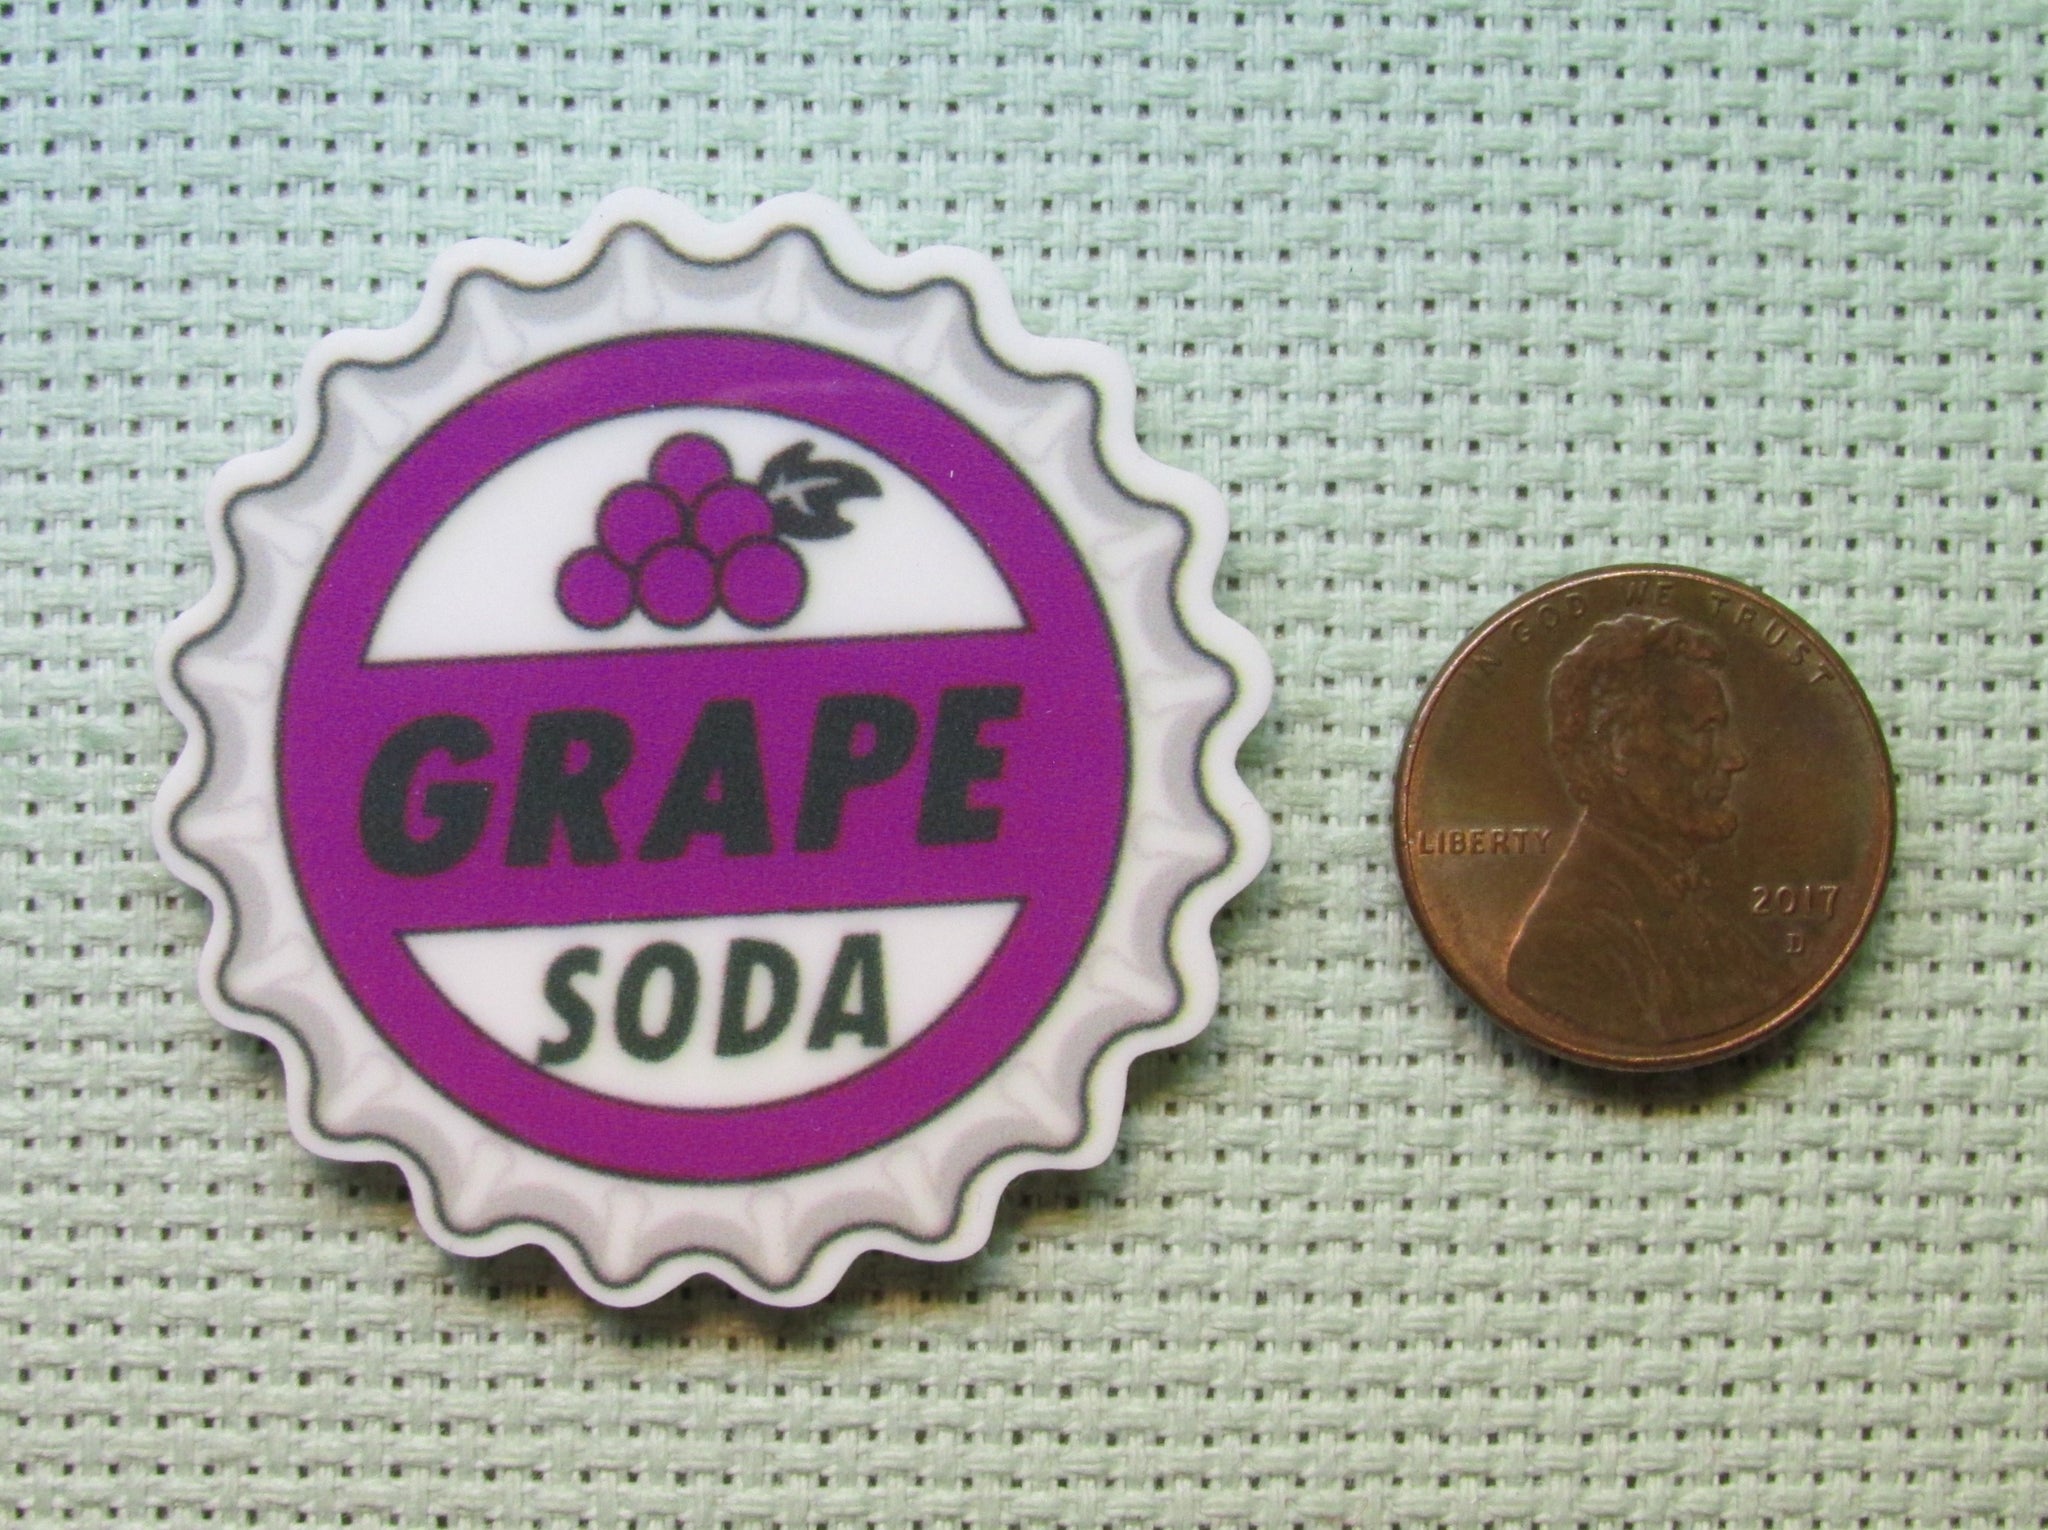 GRAPE
SODA
IN GOD WE TRUST
LIBERTY
2017
D